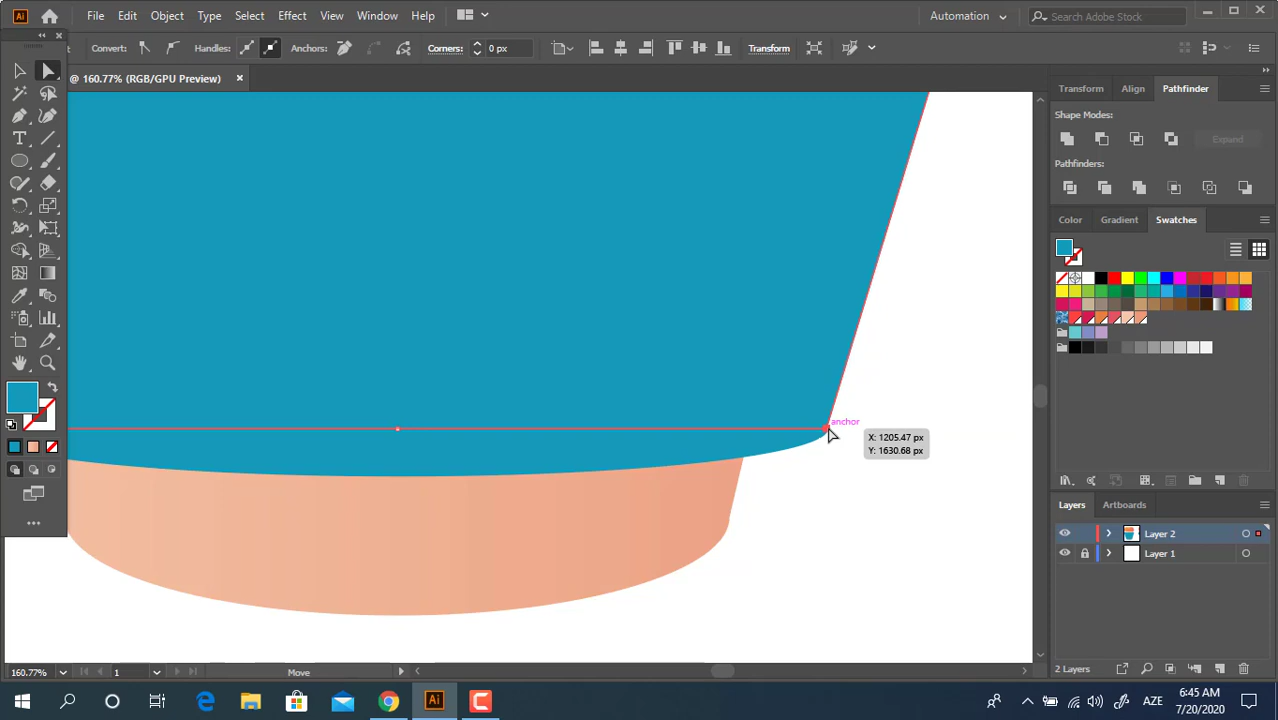 Ai File Edit Object Type Select Effect View Window Help Automation Search Adobe Stock
Convert: Handles: Anchors: Corners: 0 px Transform
@ 160.77% (RGB/GPU Preview) ×
Transform Align Pathfinder
Shape Modes:
Expand
Pathfinders:
Color Gradient Swatches
anchor
X: 1205.47 px
Y: 1630.68 px
Layers Artboards
Layer 2
Layer 1
160.77% 1 Move 2 Layers
Ai AZE 6:45 AM
7/20/2020